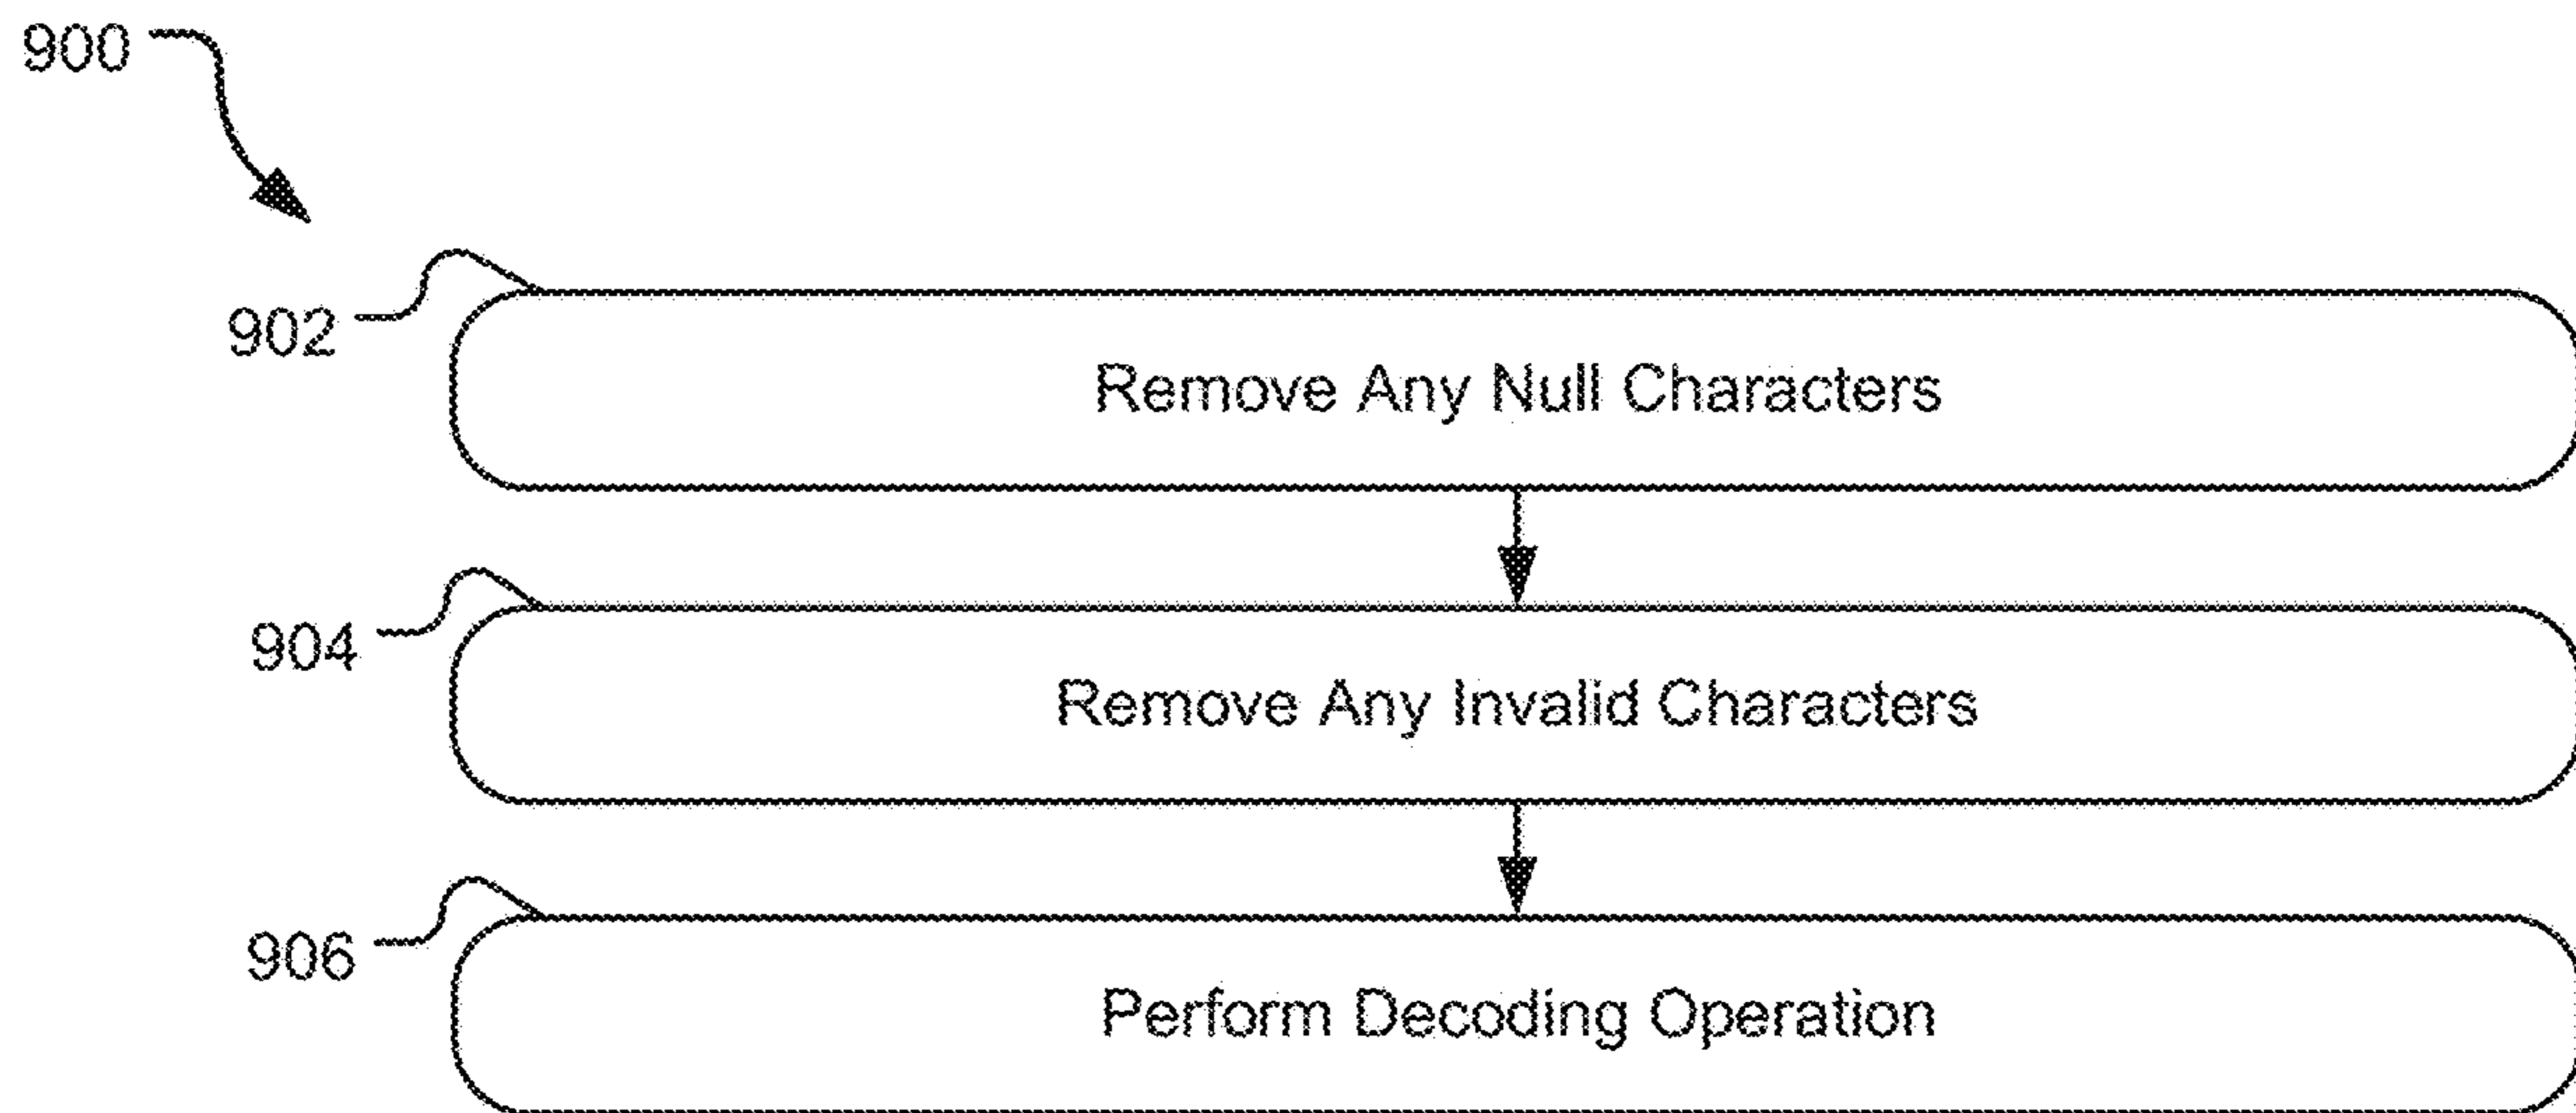 900
902
Remove Any Null Characters
904
Remove Any Invalid Characters
906
Perform Decoding Operation